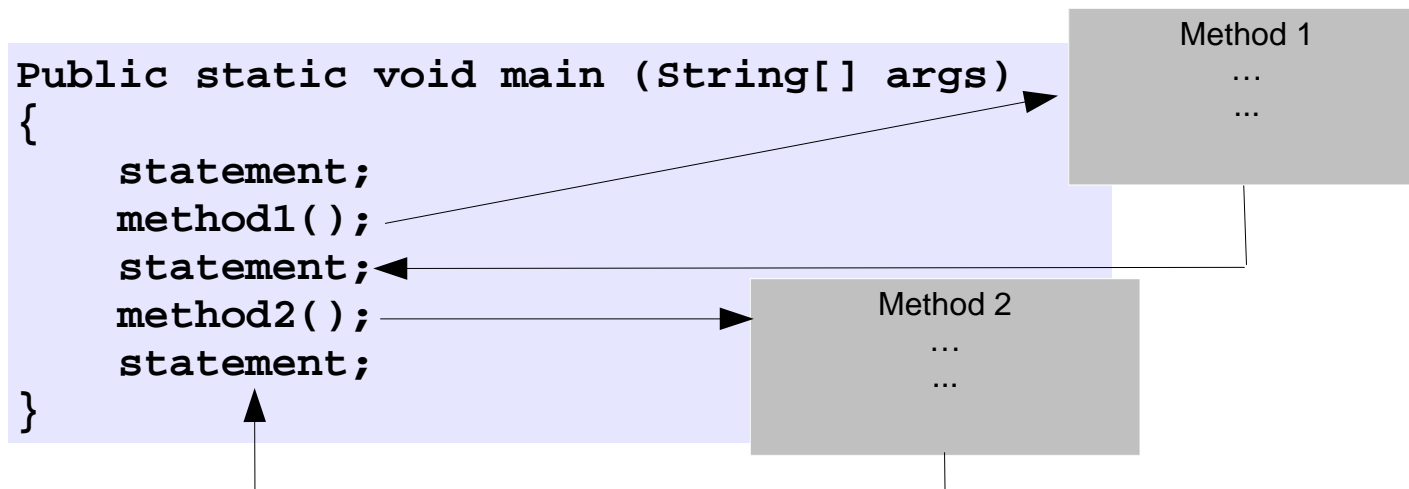 Public static void main (String[] args)
{
statement;
method1();
statement;
method2();
statement;
}
Method 1
…
...
Method 2
…
...